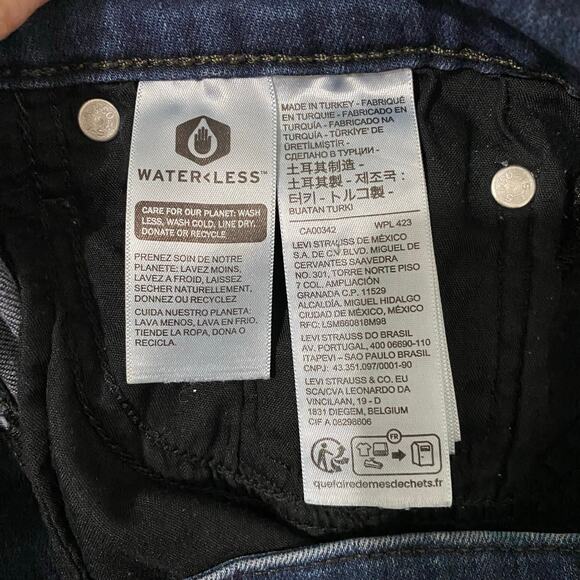 WATER<LESS™
CARE FOR OUR PLANET: WASH
LESS, WASH COLD, LINE DRY,
DONATE OR RECYCLE
PRENEZ SOIN DE NOTRE
PLANETE: LAVEZ MOINS,
LAVEZ A FROID, LAISSEZ
SECHER NATURELLEMENT,
DONNEZ OU RECYCLEZ
CUIDA NUESTRO PLANETA:
LAVA MENOS, LAVA EN FRIO,
TIENDE LA ROPA, DONA O
RECICLA.
MADE IN TURKEY - FABRIQUÉ
EN TURQUIE - FABRICADO EN
TURQUÍA - FABRICADO NA
TURQUIA - TÜRKİYE'DE
ÜRETİLMİŞTİR -
СДЕЛАНО В ТУРЦИИ -
土耳其制造 -
土耳其製 - 제조국:
터키 - トルコ製 -
BUATAN TURKI
CA00342 WPL 423
LEVI STRAUSS DE MÉXICO
S.A. DE C.V. BLVD. MIGUEL DE
CERVANTES SAAVEDRA
NO. 301, TORRE NORTE PISO
7 COL. AMPLIACIÓN
GRANADA C.P. 11529
ALCALDÍA. MIGUEL HIDALGO
CIUDAD DE MÉXICO, MÉXICO
RFC: LSM860818M98
LEVI STRAUSS DO BRASIL
AV. PORTUGAL, 400 06690-110
ITAPEVI – SAO PAULO BRASIL
CNPJ: 43.351.097/0001-90
LEVI STRAUSS & CO. EU
SCA/CVA LEONARDO DA
VINCILAAN, 19 - D
1831 DIEGEM, BELGIUM
CIF A 08298806
FR
quefairedemesdechets.fr